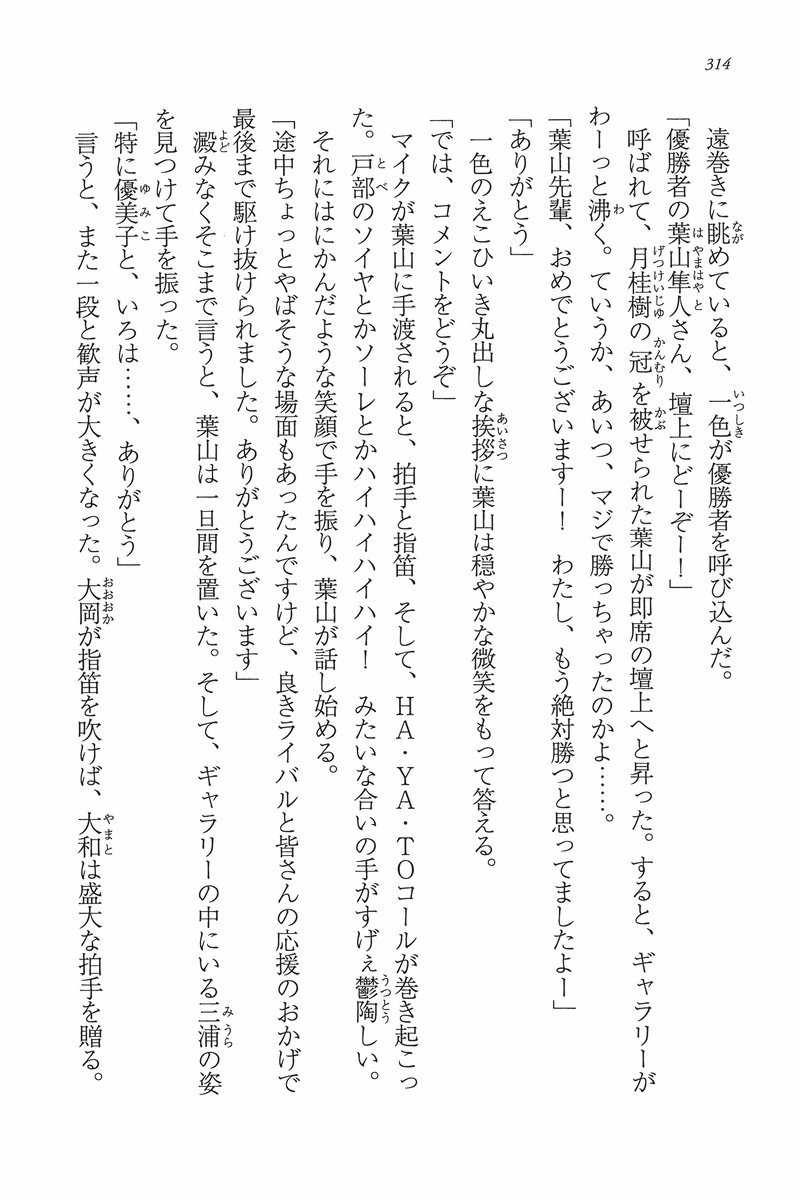 314
遠巻きに眺めていると、一色が優勝者を呼び込んだ。
「優勝者の葉山隼人さん、壇上にどーぞー！」
呼ばれて、月桂樹の冠を被せられた葉山が即席の壇上へと昇った。すると、ギャラリーが
わーっと沸く。ていうか、あいつ、マジで勝っちゃったのかよ……。
「葉山先輩、おめでとうございますー！　わたし、もう絶対勝つと思ってましたよー」
「ありがとう」
一色のえこひいき丸出しな挨拶に葉山は穏やかな微笑をもって答える。
「では、コメントをどうぞ」
マイクが葉山に手渡されると、拍手と指笛、そして、ＨＡ・ＹＡ・ＴＯコールが巻き起こっ
た。戸部のソイヤとかソーレとかハイハイハイハイ！　みたいな合いの手がすげぇ鬱陶しい。
それにはにかんだような笑顔で手を振り、葉山が話し始める。
「途中ちょっとやばそうな場面もあったんですけど、良きライバルと皆さんの応援のおかげで
最後まで駆け抜けられました。ありがとうございます」
澱みなくそこまで言うと、葉山は一旦間を置いた。そして、ギャラリーの中にいる三浦の姿
を見つけて手を振った。
「特に優美子と、いろは……、ありがとう」
言うと、また一段と歓声が大きくなった。大岡が指笛を吹けば、大和は盛大な拍手を贈る。